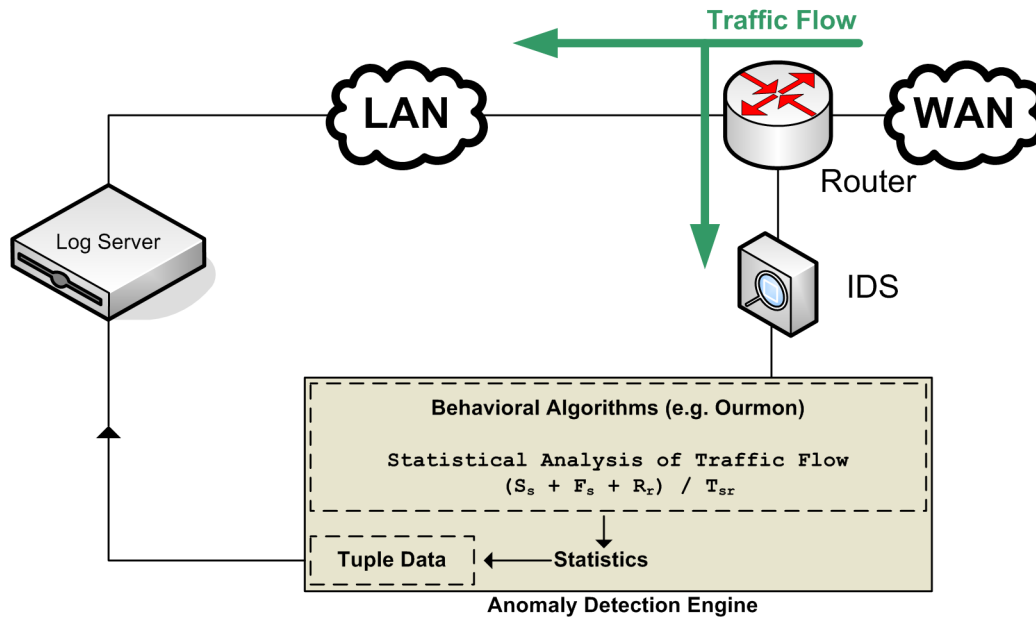 Traffic Flow
LAN
WAN
Router
Log Server
IDS
Behavioral Algorithms (e.g. Ourmon)
Statistical Analysis of Traffic Flow
(Ss + Fs + Rr) / Tsr
Tuple Data
Statistics
Anomaly Detection Engine